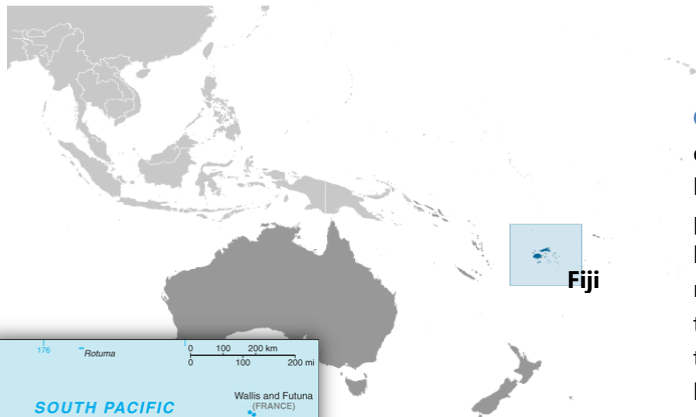 Fiji
176
Rotuma
0 100 200 km
0 100 200 mi
Wallis and Futuna
(FRANCE)
SOUTH PACIFIC